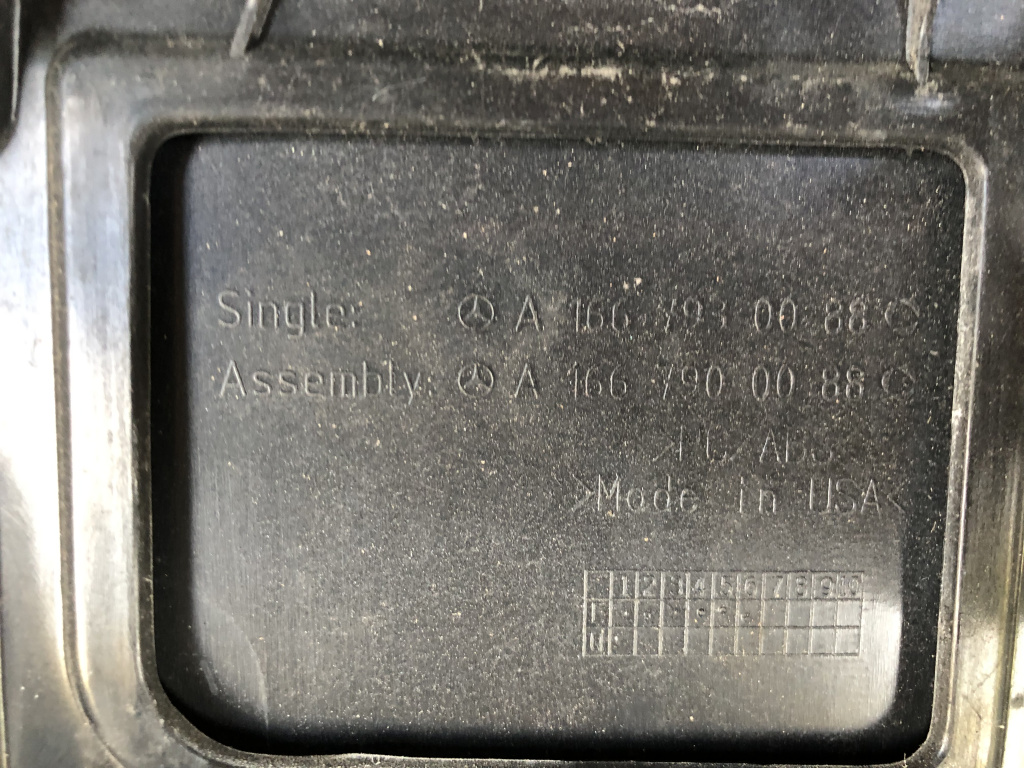 Single: A 166 793 00 88
Assembly: A 166 790 00 88
ABS
>Made in USA<
1 2 3 4 5 6 7 8 9 10